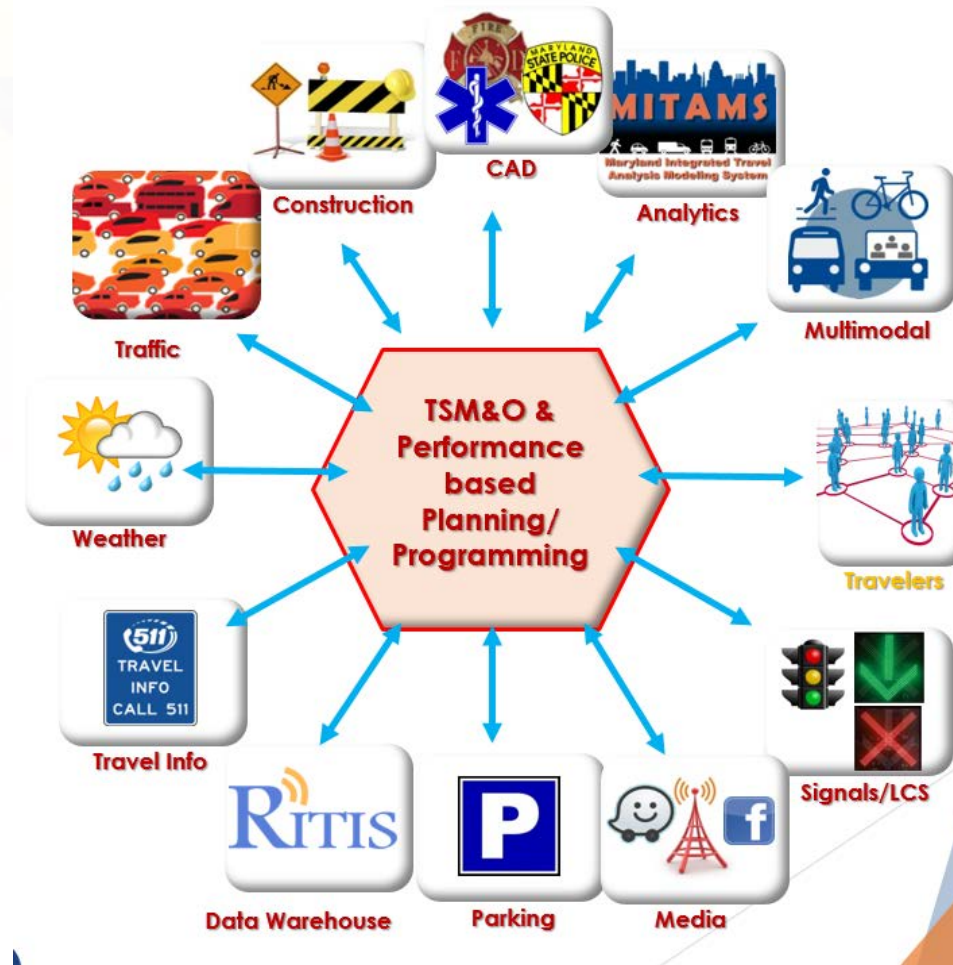 FIRE
F D
MARYLAND
STATE POLICE
CAD
Construction
MITAMS
Maryland Integrated Travel
Analysis Modeling System
Analytics
Traffic
Multimodal
TSM&O &
Performance
based
Planning/
Programming
Weather
Travelers
511
TRAVEL
INFO
CALL 511
Travel Info
Signals/LCS
RITIS
Data Warehouse
P
Parking
f
Media